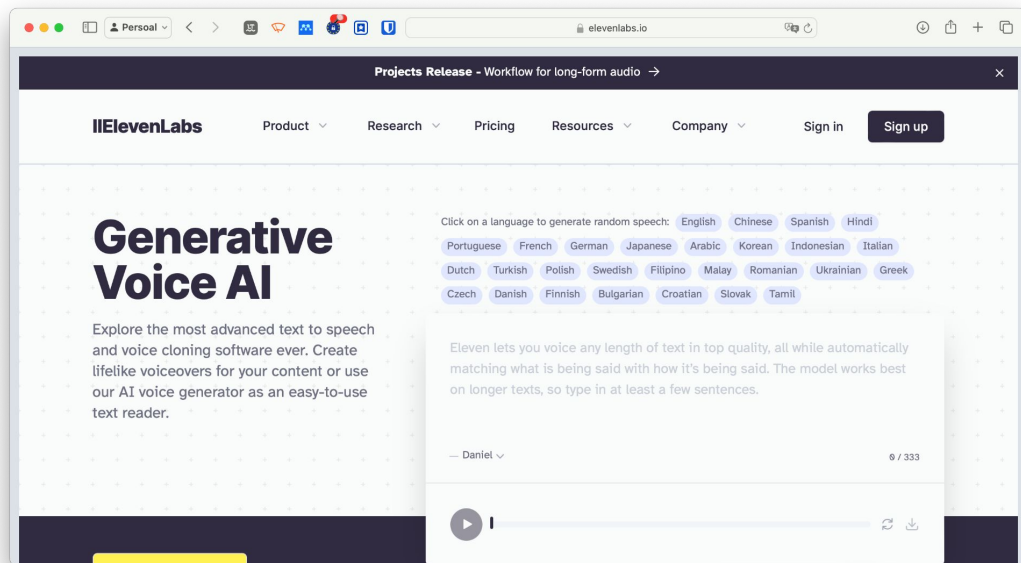 Persoal
elevenlabs.io
Projects Release - Workflow for long-form audio →
IIElevenLabs
Product
Research
Pricing
Resources
Company
Sign in
Sign up
Generative
Voice AI
Explore the most advanced text to speech
and voice cloning software ever. Create
lifelike voiceovers for your content or use
our AI voice generator as an easy-to-use
text reader.
Click on a language to generate random speech: English Chinese Spanish Hindi
Portuguese French German Japanese Arabic Korean Indonesian Italian
Dutch Turkish Polish Swedish Filipino Malay Romanian Ukrainian Greek
Czech Danish Finnish Bulgarian Croatian Slovak Tamil
Eleven lets you voice any length of text in top quality, all while automatically
matching what is being said with how it's being said. The model works best
on longer texts, so type in at least a few sentences.
— Daniel
0 / 333